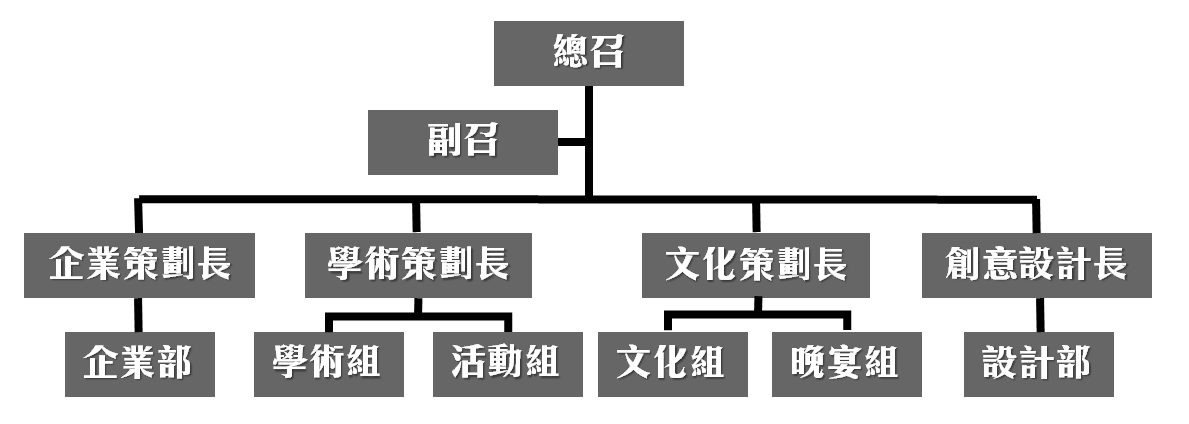 總召
副召
企業策劃長
學術策劃長
文化策劃長
創意設計長
企業部
學術組
活動組
文化組
晚宴組
設計部